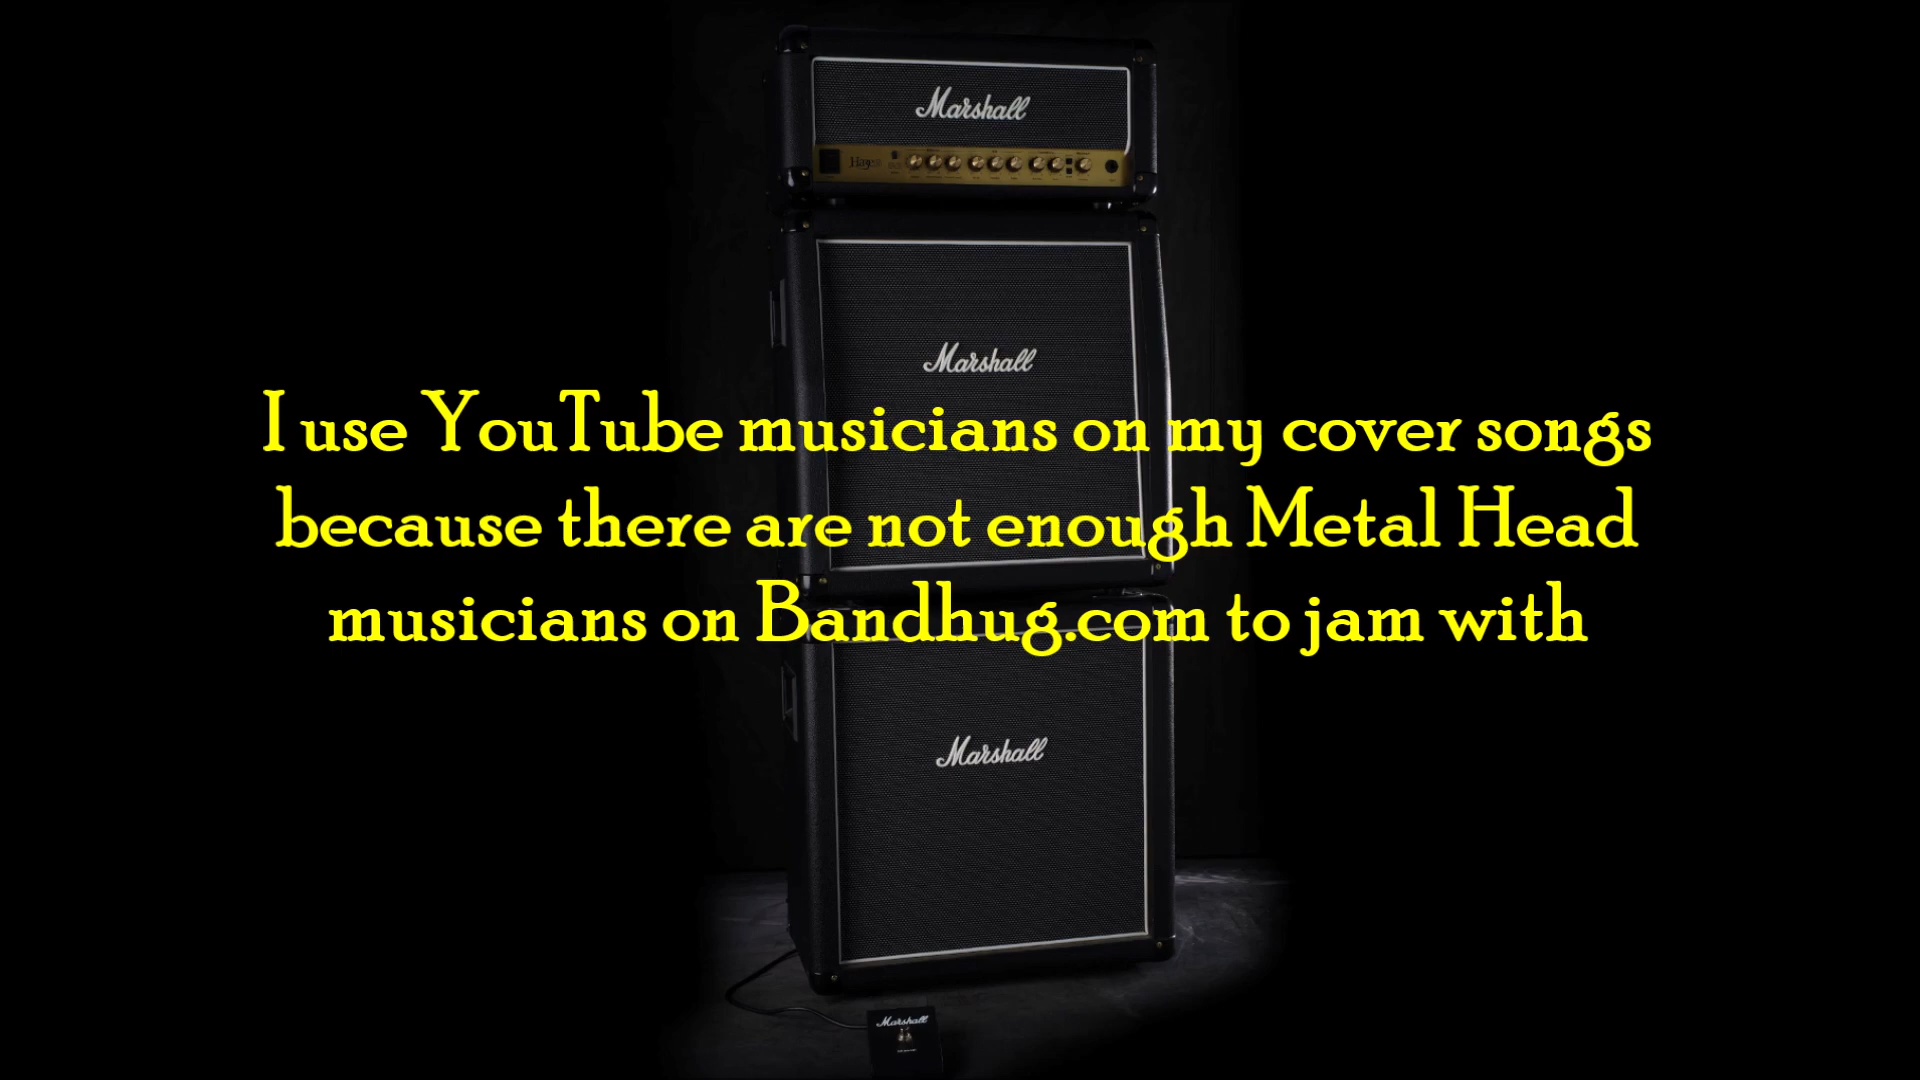 Marshall
Haze
Marshall
I use YouTube musicians on my cover songs
because there are not enough Metal Head
musicians on Bandhug.com to jam with
Marshall
Marshall